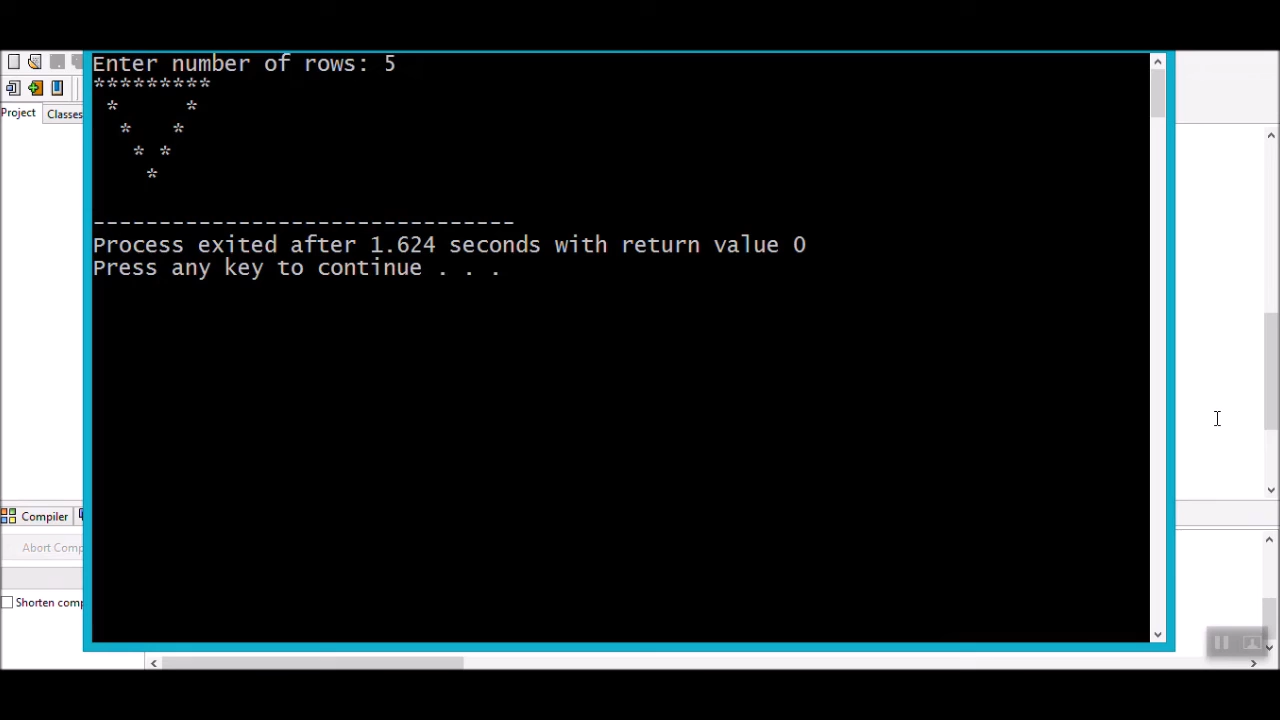 Enter number of rows: 5
*********
 *     *
  *   *
   * *
    *
--------------------------------
Process exited after 1.624 seconds with return value 0
Press any key to continue . . .
Project
Classes
Compiler
Abort Comp
Shorten comp